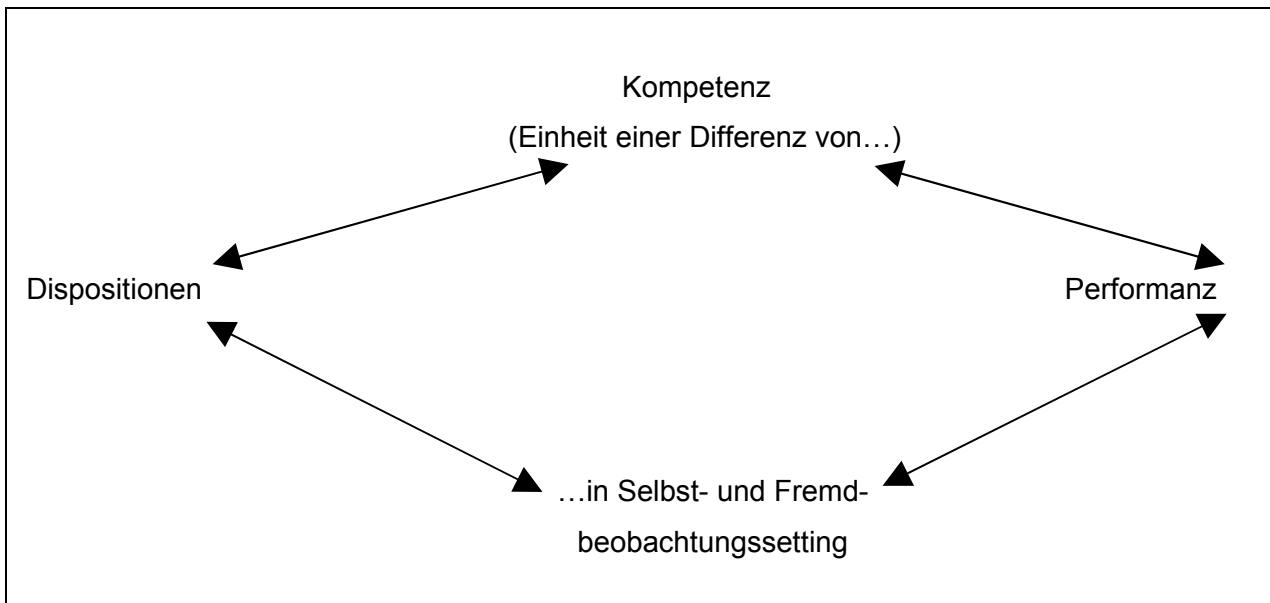 Kompetenz
(Einheit einer Differenz von…)
Dispositionen
Performanz
…in Selbst- und Fremd-
beobachtungssetting